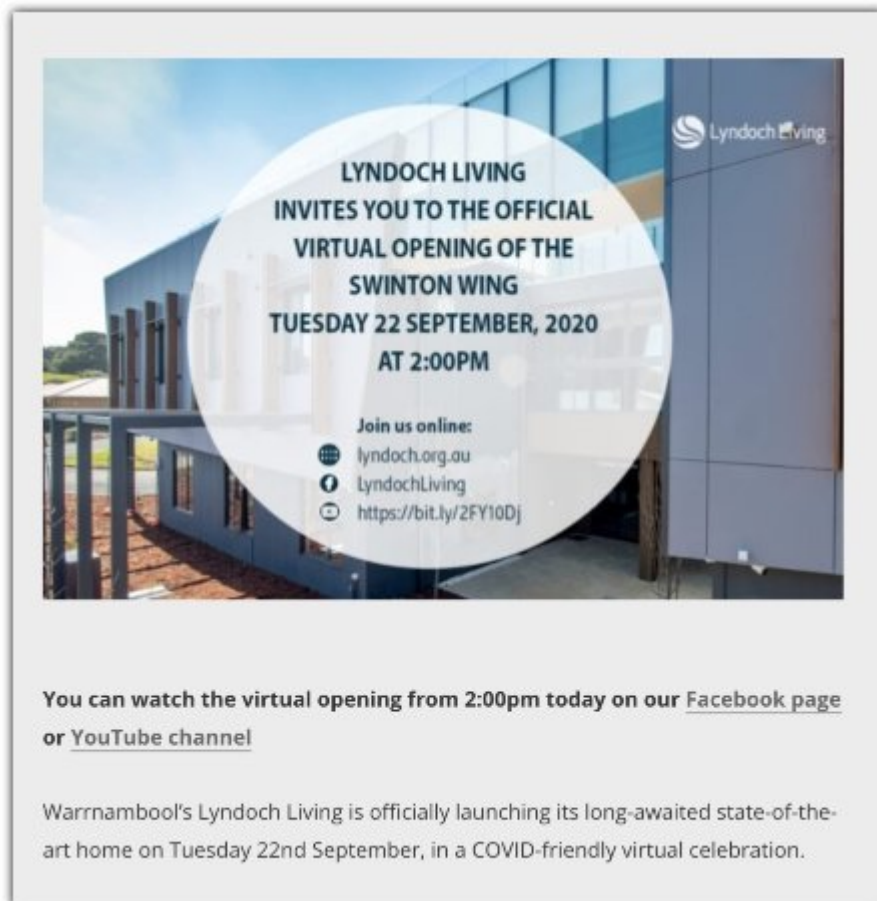 Lyndoch Living
LYNDOCH LIVING
INVITES YOU TO THE OFFICIAL
VIRTUAL OPENING OF THE
SWINTON WING
TUESDAY 22 SEPTEMBER, 2020
AT 2:00PM
Join us online:
lyndoch.org.au
LyndochLiving
https://bit.ly/2FY10Dj
You can watch the virtual opening from 2:00pm today on our Facebook page
or YouTube channel
Warrnambool's Lyndoch Living is officially launching its long-awaited state-of-the-
art home on Tuesday 22nd September, in a COVID-friendly virtual celebration.